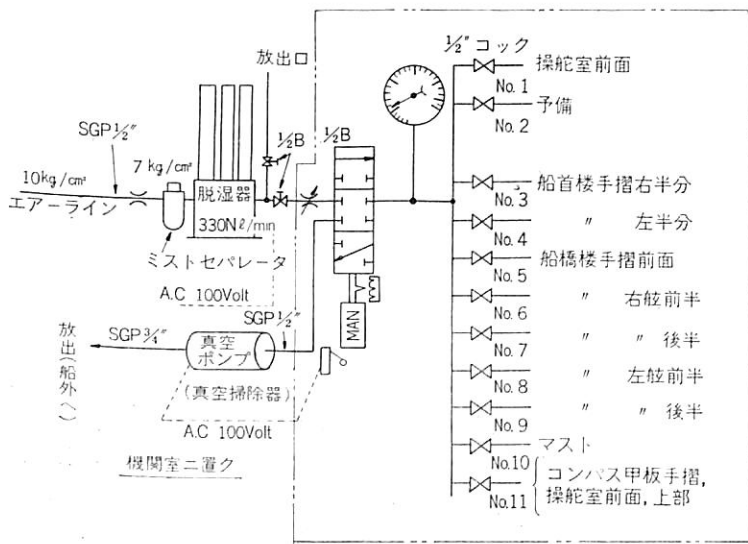 放出口
½″コック
操舵室前面
No. 1
予備
No. 2
SGP½″
½B
½B
7 kg/cm²
10kg/cm²
エアーライン
脱湿器
330Nℓ/min
ミストセパレータ
A.C 100Volt
船首楼手摺右半分
No. 3
〃 左半分
No. 4
船橋楼手摺前面
No. 5
〃 右舷前半
No. 6
〃 〃 後半
No. 7
〃 左舷前半
No. 8
〃 〃 後半
No. 9
マスト
No.10
コンパス甲板手摺,
操舵室前面,上部
No.11
MAN
SGP½″
SGP¾″
真空
ポンプ
(真空掃除器)
A.C 100Volt
放出(船外へ)
機関室ニ置ク